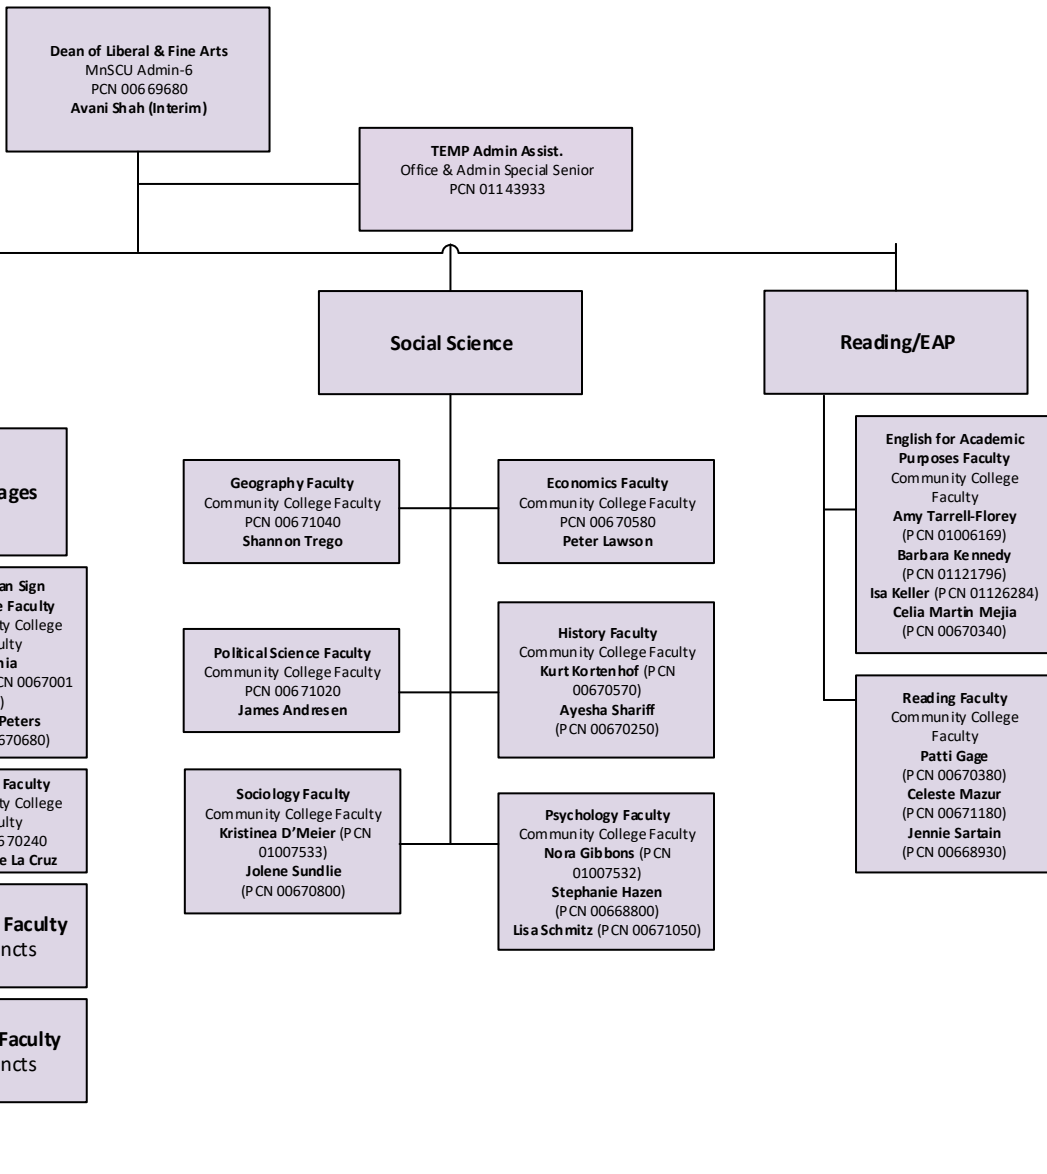 Dean of Liberal & Fine Arts
MnSCU Admin-6
PCN 00669680
Avani Shah (Interim)
TEMP Admin Assist.
Office & Admin Special Senior
PCN 01143933
Social Science
Reading/EAP
ages
an Sign
e Faculty
ty College
ulty
nia
CN 0067001
)
Peters
670680)
Faculty
ty College
ulty
570240
e La Cruz
Faculty
ncts
Faculty
ncts
Geography Faculty
Community College Faculty
PCN 00671040
Shannon Trego
Economics Faculty
Community College Faculty
PCN 00670580
Peter Lawson
Political Science Faculty
Community College Faculty
PCN 00671020
James Andresen
History Faculty
Community College Faculty
Kurt Kortenhof (PCN
00670570)
Ayesha Shariff
(PCN 00670250)
Sociology Faculty
Community College Faculty
Kristinea D’Meier (PCN
01007533)
Jolene Sundlie
(PCN 00670800)
Psychology Faculty
Community College Faculty
Nora Gibbons (PCN
01007532)
Stephanie Hazen
(PCN 00668800)
Lisa Schmitz (PCN 00671050)
English for Academic
Purposes Faculty
Community College
Faculty
Amy Tarrell-Florey
(PCN 01006169)
Barbara Kennedy
(PCN 01121796)
Isa Keller (PCN 01126284)
Celia Martin Mejia
(PCN 00670340)
Reading Faculty
Community College
Faculty
Patti Gage
(PCN 00670380)
Celeste Mazur
(PCN 00671180)
Jennie Sartain
(PCN 00668930)